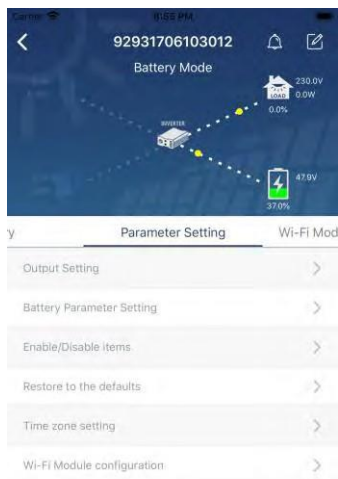 Carrier 6:55 PM
92931706103012
Battery Mode
230.0V
LOAD 0.0W
0.0%
INVERTER
47.9V
37.0%
y Parameter Setting Wi-Fi Mod
Output Setting
Battery Parameter Setting
Enable/Disable items
Restore to the defaults
Time zone setting
Wi-Fi Module configuration